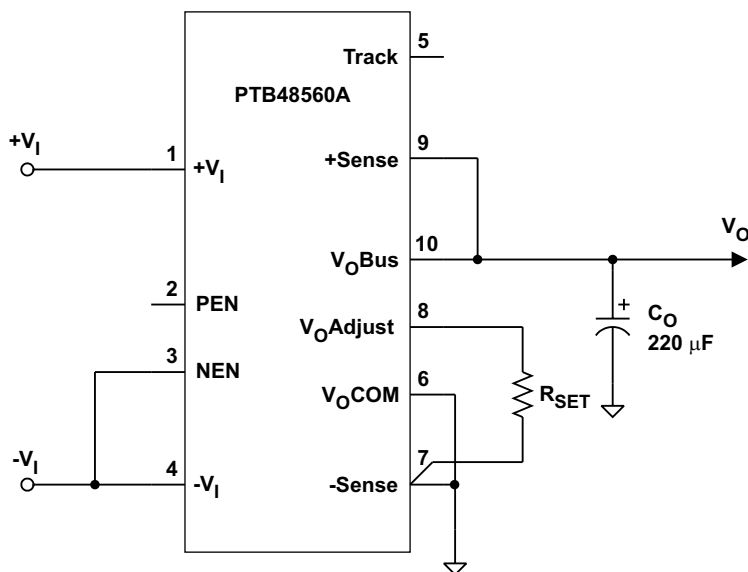 Track
5
PTB48560A
+VI
1
+VI
+Sense
9
VOBus
10
VO
2
PEN
VOAdjust
8
CO
220 μF
+
3
NEN
VOCOM
6
RSET
-VI
4
-VI
-Sense
7